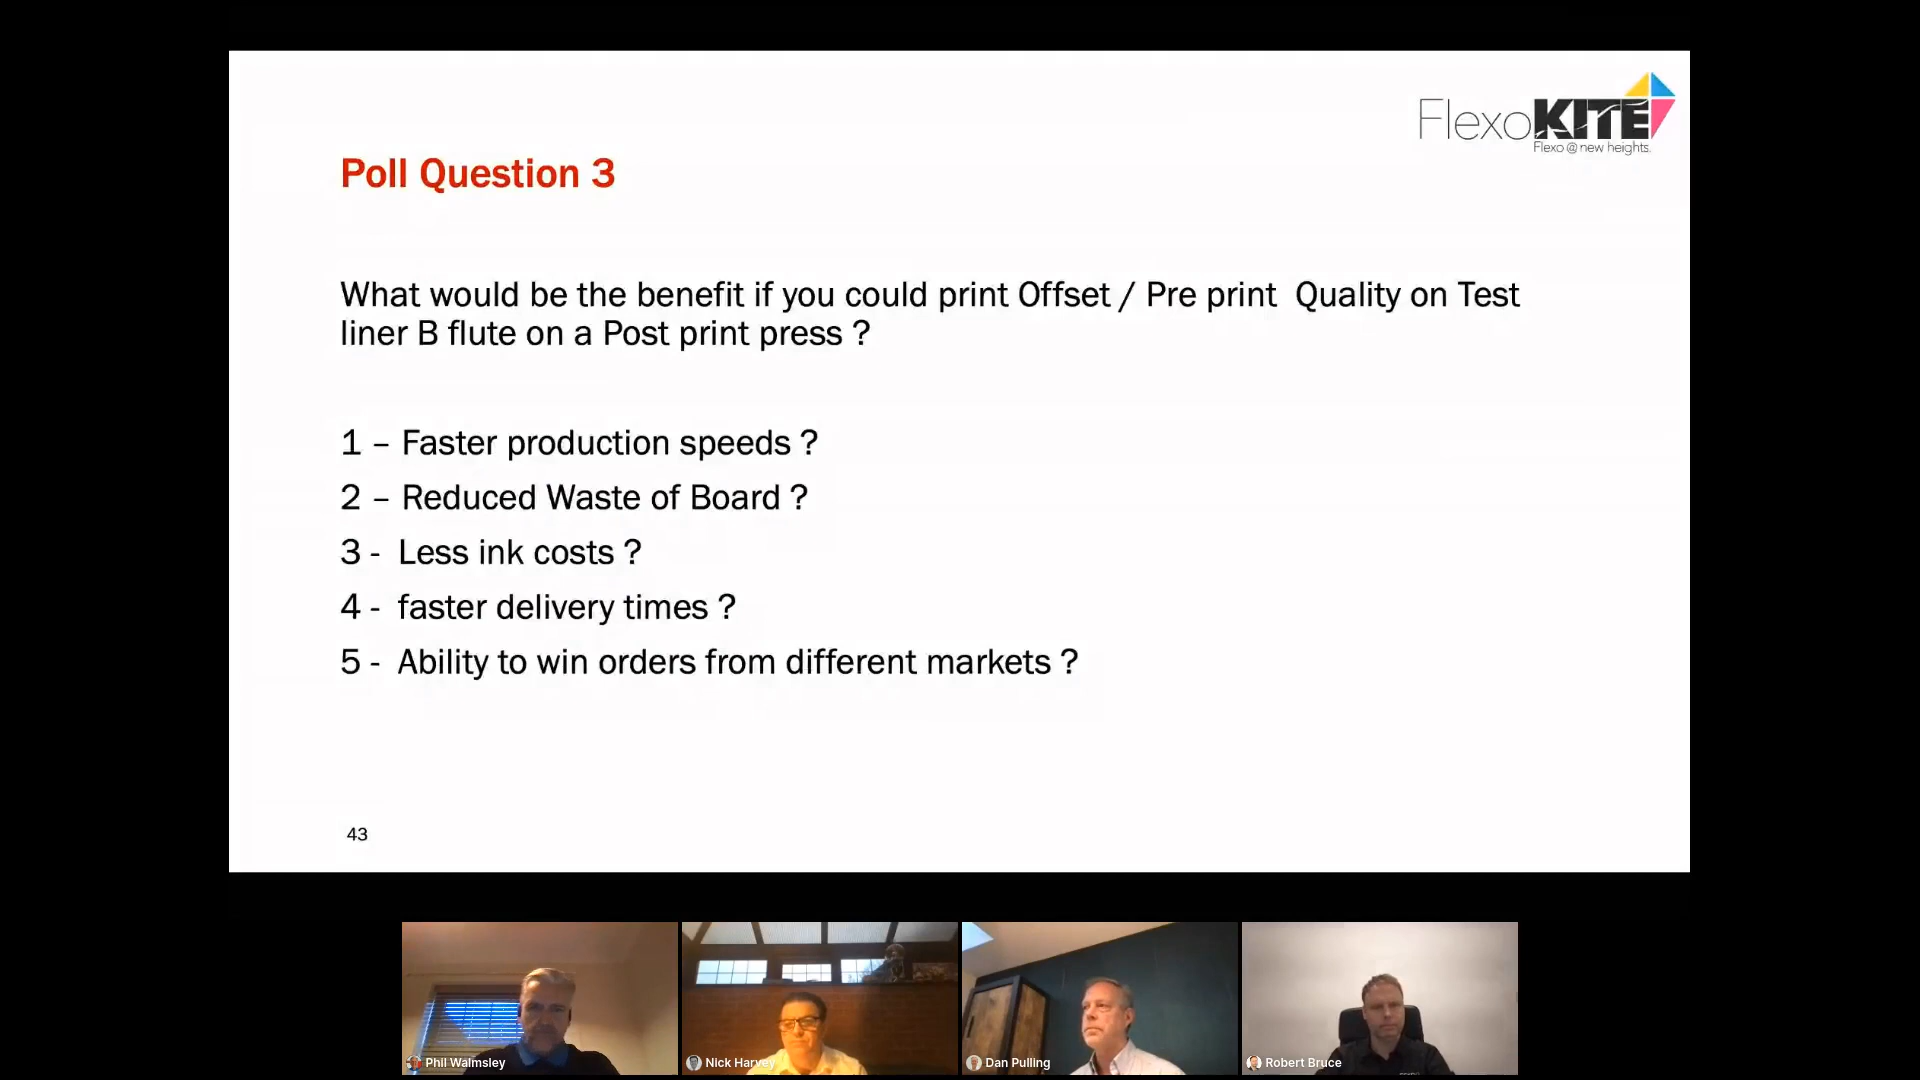 FlexoKITE
Flexo @ new heights.
Poll Question 3
What would be the benefit if you could print Offset / Pre print Quality on Test
liner B flute on a Post print press ?
1 – Faster production speeds ?
2 – Reduced Waste of Board ?
3 - Less ink costs ?
4 - faster delivery times ?
5 - Ability to win orders from different markets ?
43
Phil Walmsley
Nick Harvey
Dan Pulling
Robert Bruce